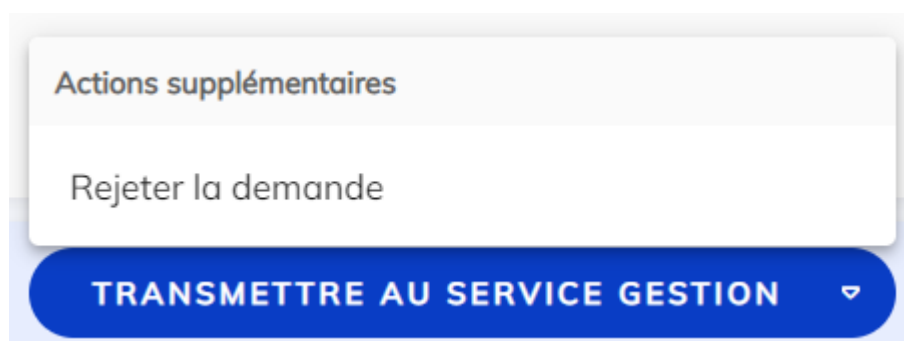 Actions supplémentaires
Rejeter la demande
TRANSMETTRE AU SERVICE GESTION